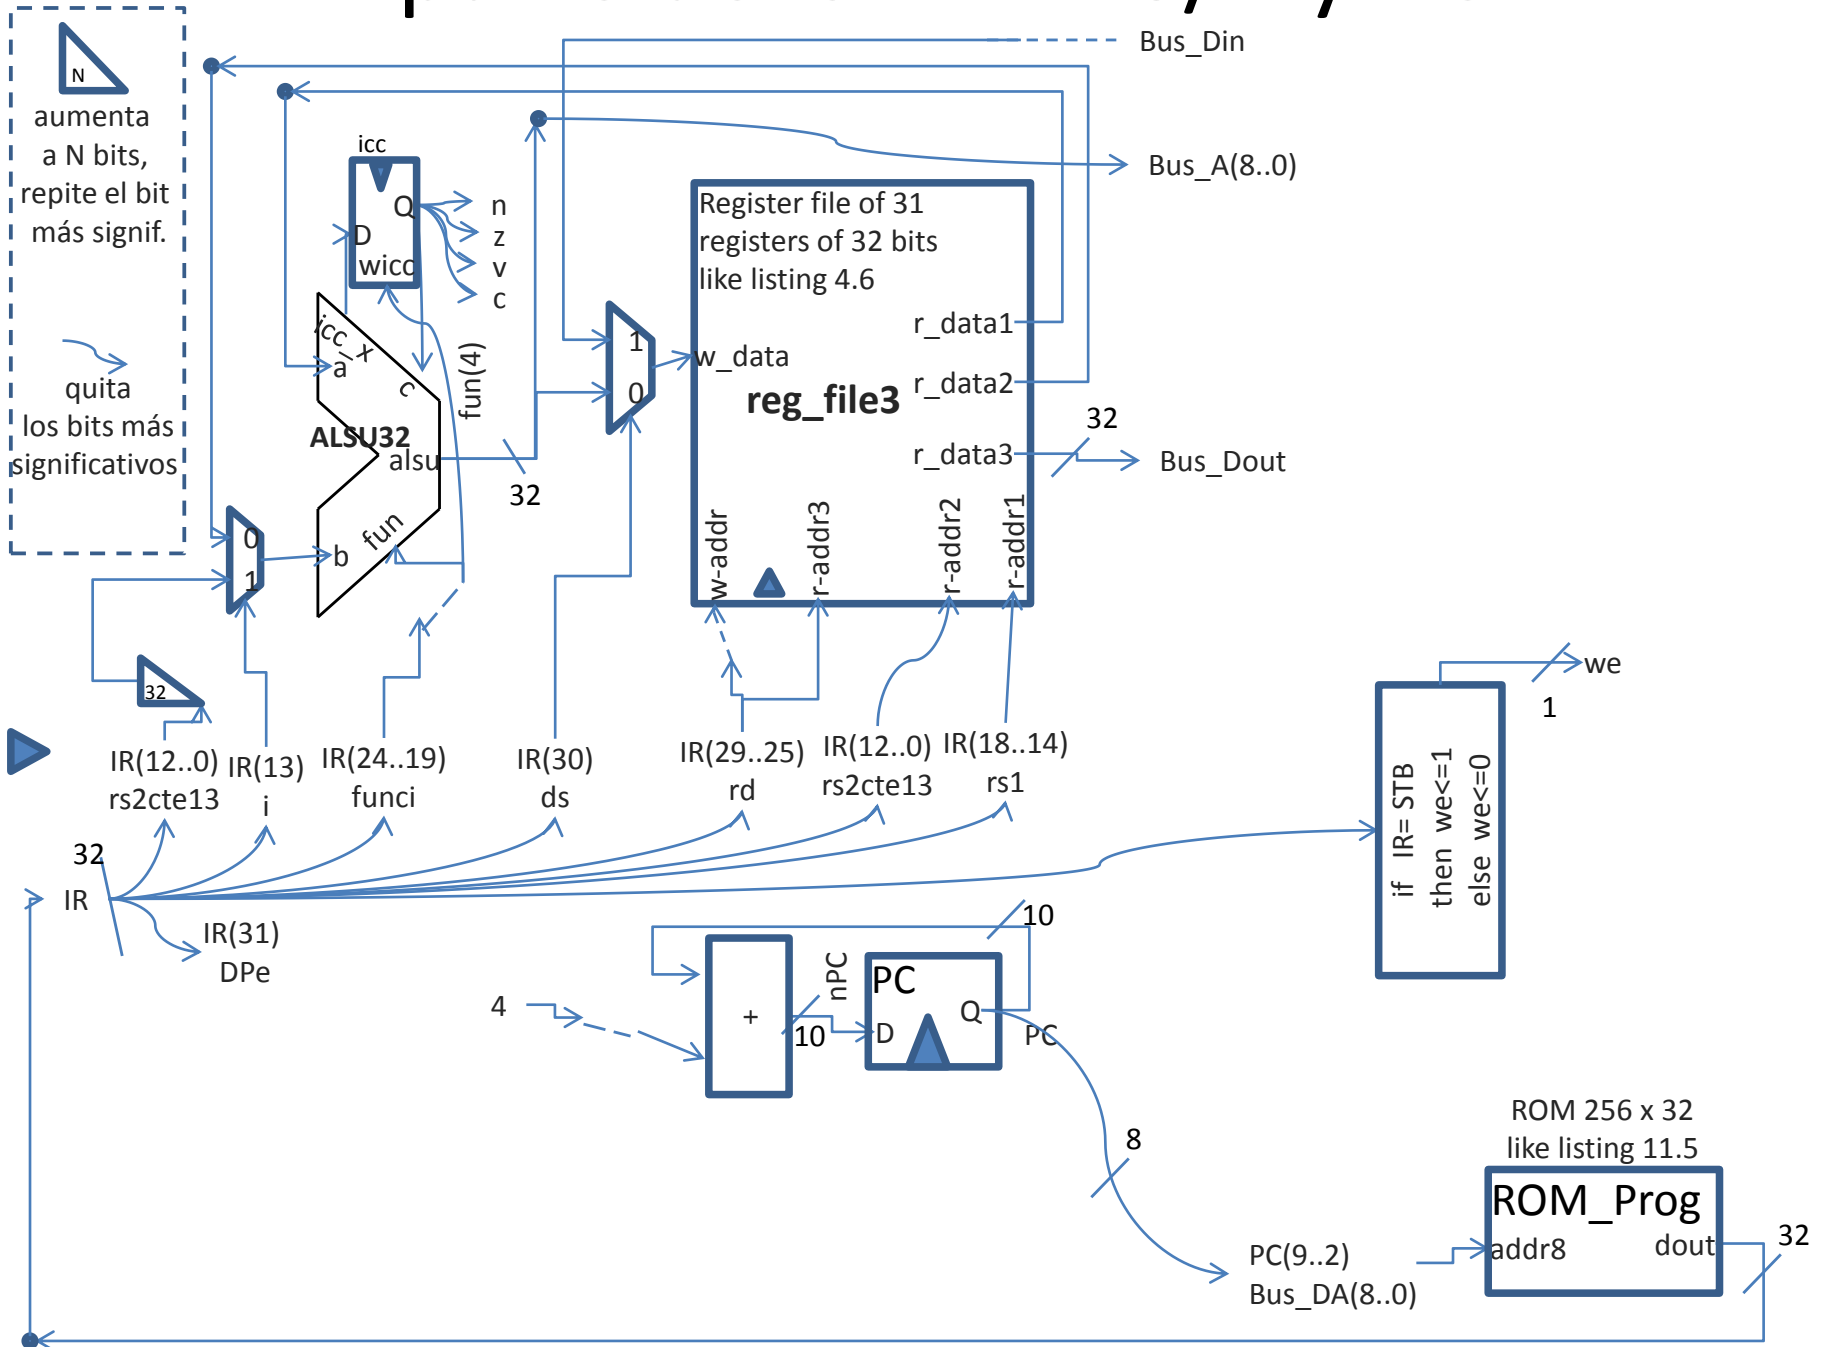 N
aumenta
a N bits,
repite el bit
más signif.
quita
los bits más
significativos
Bus_Din
Bus_A(8..0)
icc
Q
D
wicc
n
z
v
c
icc_x
a
c
ALSU32
alsu
fun
b
fun(4)
32
0
1
32
1
0
Register file of 31
registers of 32 bits
like listing 4.6
w_data
reg_file3
r_data1
r_data2
r_data3
w-addr
r-addr3
r-addr2
r-addr1
32
Bus_Dout
IR(12..0)
rs2cte13
IR(13)
i
IR(24..19)
funci
IR(30)
ds
IR(29..25)
rd
IR(12..0)
rs2cte13
IR(18..14)
rs1
we
1
if IR= STB
then we<=1
else we<=0
32
IR
IR(31)
DPe
4
+
10
nPC
10
PC
D
Q
PC
8
PC(9..2)
Bus_DA(8..0)
ROM 256 x 32
like listing 11.5
ROM_Prog
addr8
dout
32